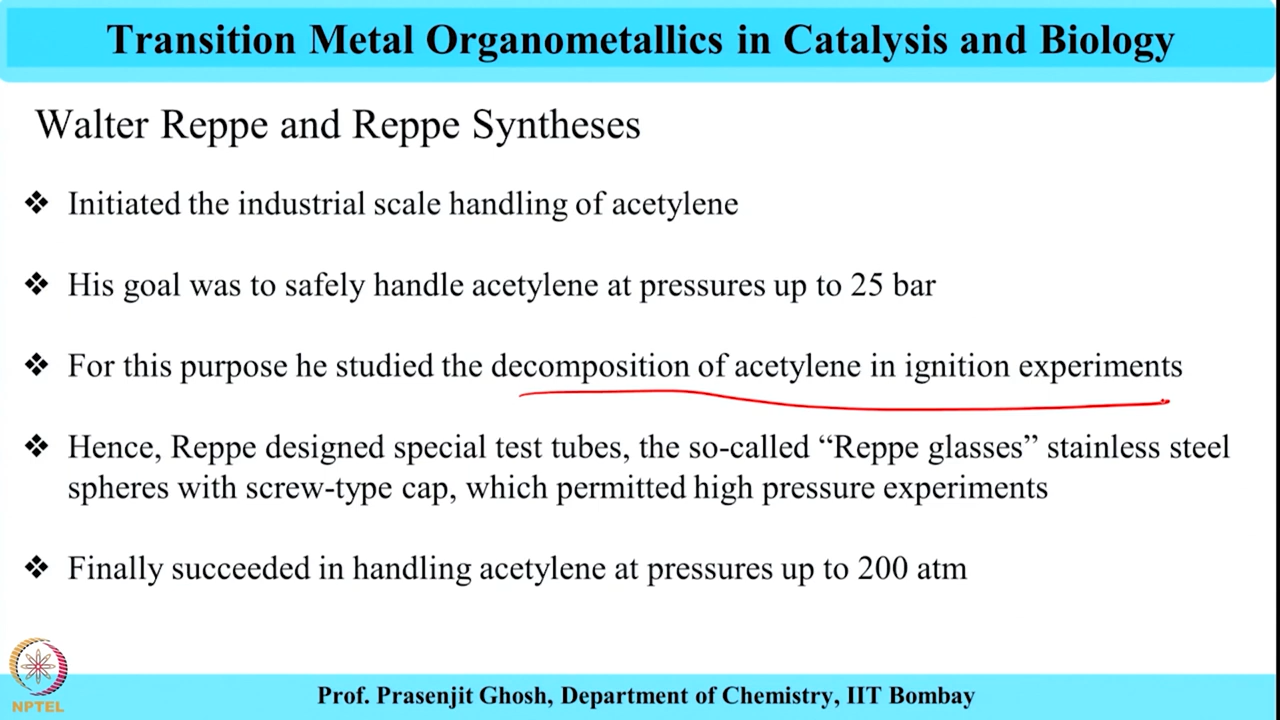 Transition Metal Organometallics in Catalysis and Biology
Walter Reppe and Reppe Syntheses
❖ Initiated the industrial scale handling of acetylene
❖ His goal was to safely handle acetylene at pressures up to 25 bar
❖ For this purpose he studied the decomposition of acetylene in ignition experiments
❖ Hence, Reppe designed special test tubes, the so-called “Reppe glasses” stainless steel
spheres with screw-type cap, which permitted high pressure experiments
❖ Finally succeeded in handling acetylene at pressures up to 200 atm
NPTEL
Prof. Prasenjit Ghosh, Department of Chemistry, IIT Bombay